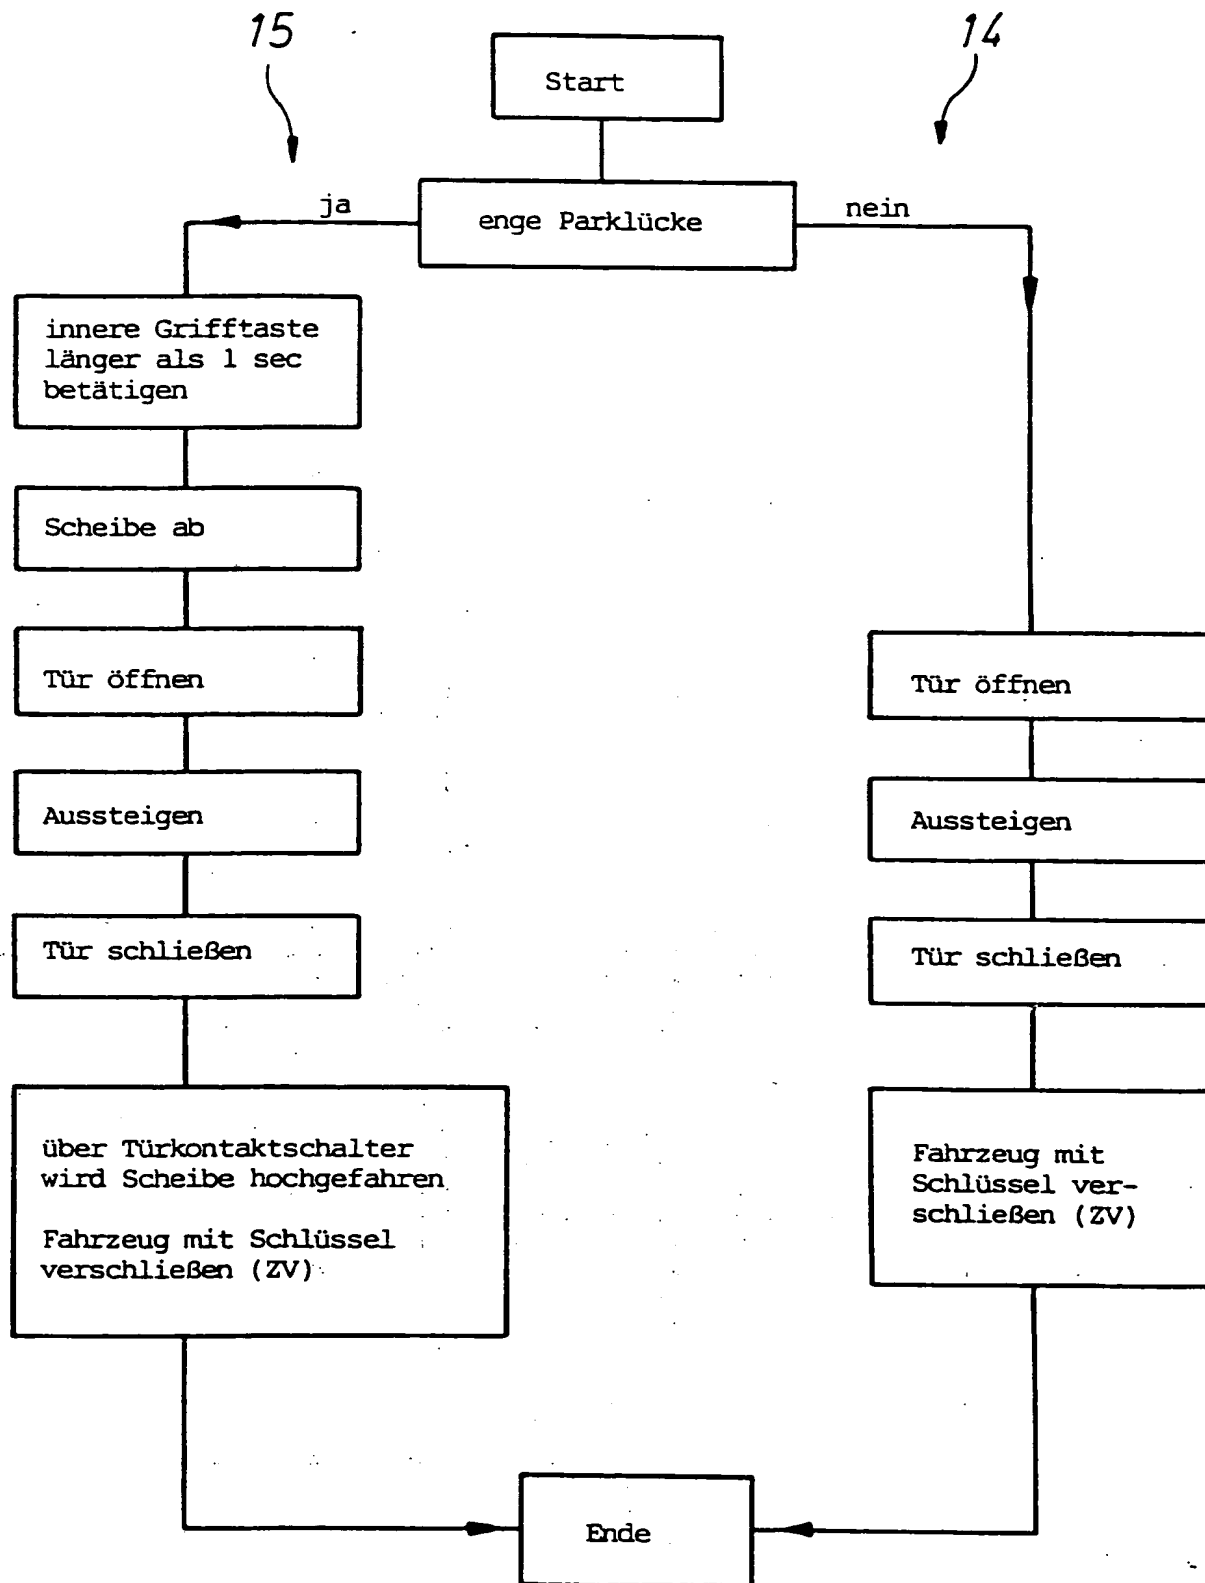 15
14
Start
enge Parklücke
ja
nein
innere Grifftaste
länger als 1 sec
betätigen
Scheibe ab
Tür öffnen
Aussteigen
Tür schließen
über Türkontaktschalter
wird Scheibe hochgefahren
Fahrzeug mit Schlüssel
verschließen (ZV)
Tür öffnen
Aussteigen
Tür schließen
Fahrzeug mit
Schlüssel ver-
schließen (ZV)
Ende